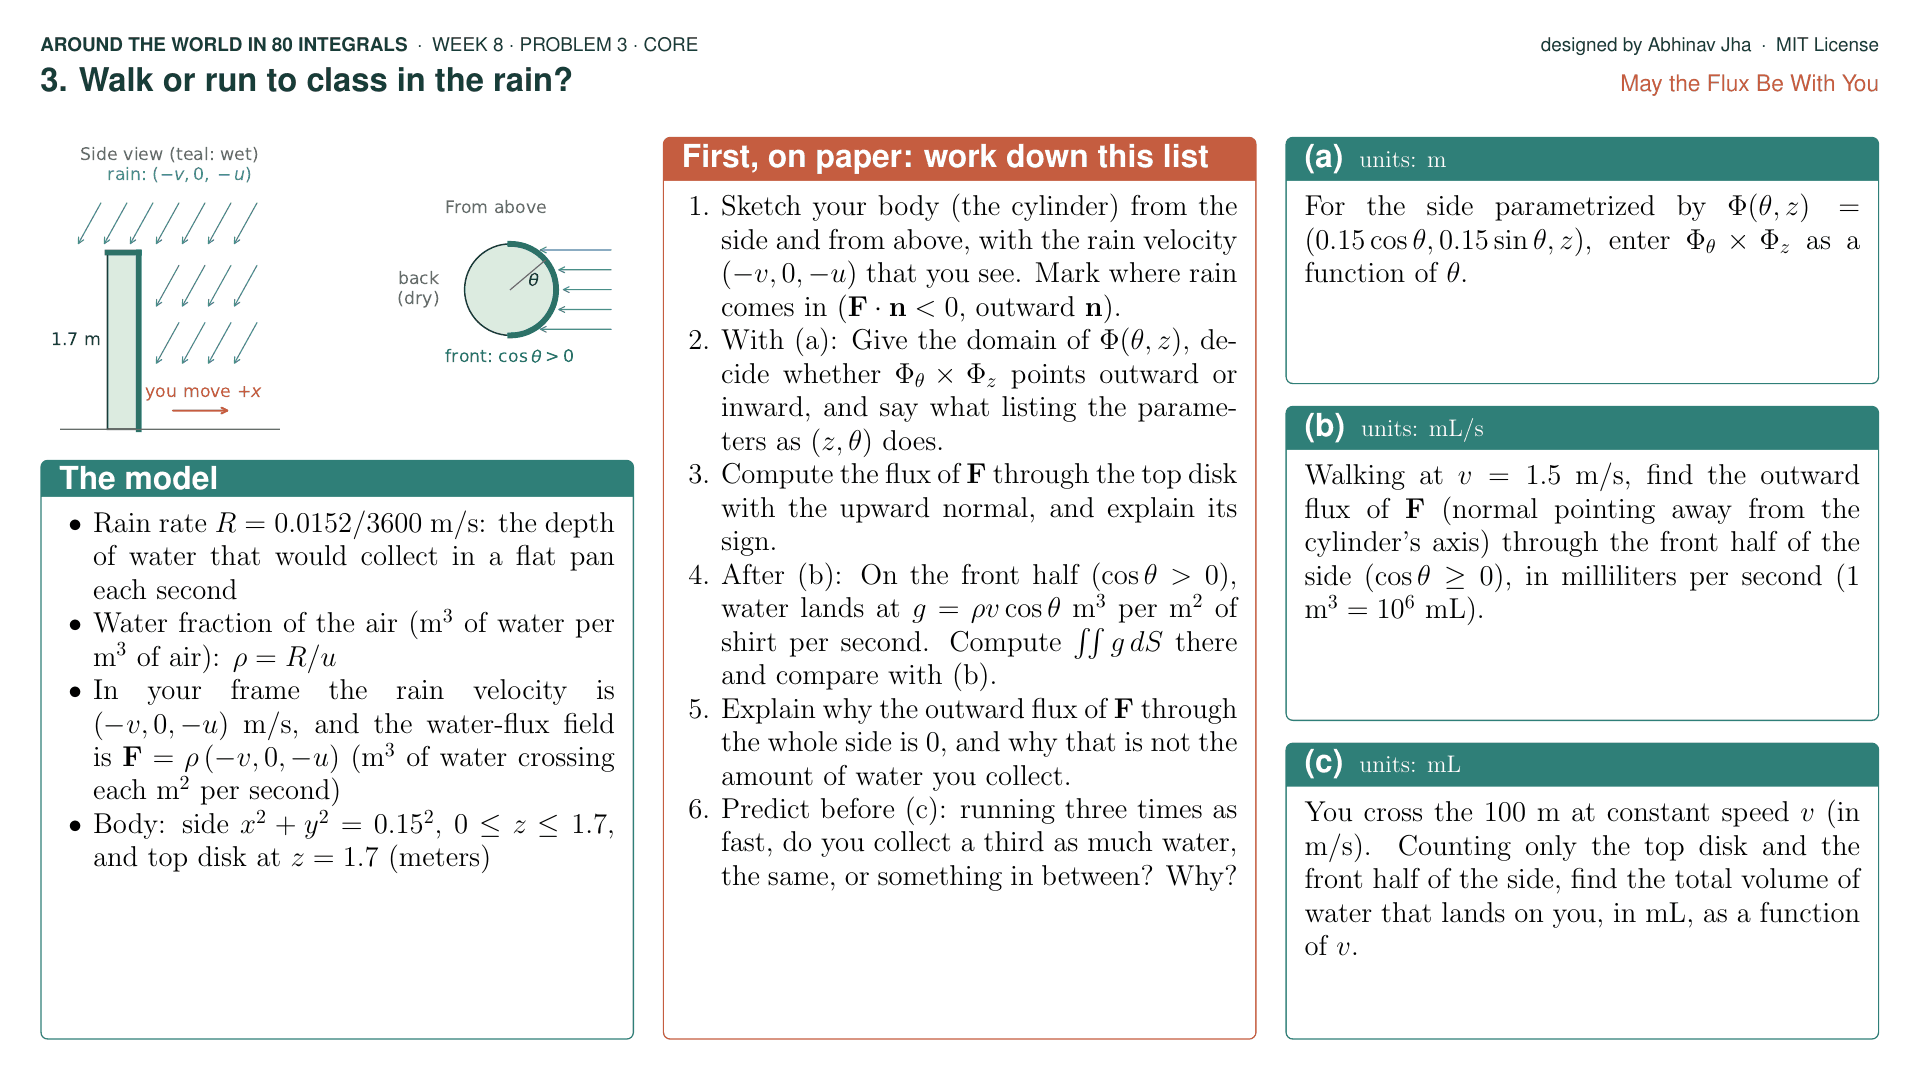 AROUND THE WORLD IN 80 INTEGRALS · WEEK 8 · PROBLEM 3 · CORE
designed by Abhinav Jha · MIT License
3. Walk or run to class in the rain?
May the Flux Be With You
Side view (teal: wet)
rain: (−v, 0, −u)
1.7 m
you move +x
From above
back
(dry)
θ
front: cos θ > 0
The model
• Rain rate R = 0.0152/3600 m/s: the depth
of water that would collect in a flat pan
each second
• Water fraction of the air (m³ of water per
m³ of air): ρ = R/u
• In your frame the rain velocity is
(−v, 0, −u) m/s, and the water-flux field
is F = ρ (−v, 0, −u) (m³ of water crossing
each m² per second)
• Body: side x² + y² = 0.15², 0 ≤ z ≤ 1.7,
and top disk at z = 1.7 (meters)
First, on paper: work down this list
1. Sketch your body (the cylinder) from the
side and from above, with the rain velocity
(−v, 0, −u) that you see. Mark where rain
comes in (F · n < 0, outward n).
2. With (a): Give the domain of Φ(θ, z), de-
cide whether Φ_θ × Φ_z points outward or
inward, and say what listing the parame-
ters as (z, θ) does.
3. Compute the flux of F through the top disk
with the upward normal, and explain its
sign.
4. After (b): On the front half (cos θ > 0),
water lands at g = ρv cos θ m³ per m² of
shirt per second. Compute ∬ g dS there
and compare with (b).
5. Explain why the outward flux of F through
the whole side is 0, and why that is not the
amount of water you collect.
6. Predict before (c): running three times as
fast, do you collect a third as much water,
the same, or something in between? Why?
(a) units: m
For the side parametrized by Φ(θ, z) =
(0.15 cos θ, 0.15 sin θ, z), enter Φ_θ × Φ_z as a
function of θ.
(b) units: mL/s
Walking at v = 1.5 m/s, find the outward
flux of F (normal pointing away from the
cylinder's axis) through the front half of the
side (cos θ ≥ 0), in milliliters per second (1
m³ = 10⁶ mL).
(c) units: mL
You cross the 100 m at constant speed v (in
m/s). Counting only the top disk and the
front half of the side, find the total volume of
water that lands on you, in mL, as a function
of v.